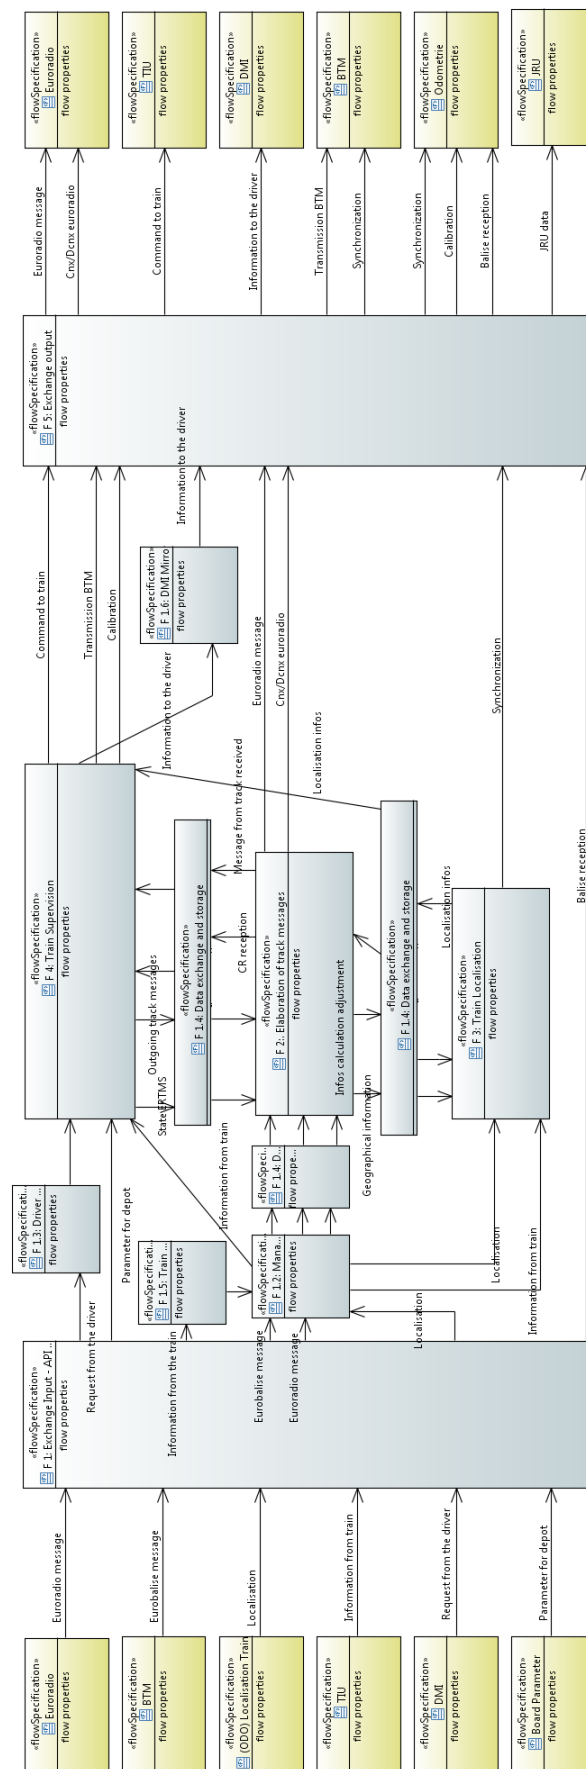 «flowSpecification»
Euroradio
flow properties
«flowSpecification»
TIU
flow properties
«flowSpecification»
DMI
flow properties
«flowSpecification»
BTM
flow properties
«flowSpecification»
Odometrie
flow properties
«flowSpecification»
JRU
flow properties
Euroradio message
Cnx/Dcnx euroradio
Command to train
Information to the driver
Transmission BTM
Synchronization
Synchronization
Calibration
Balise reception
JRU data
«flowSpecification»
F 5: Exchange output
flow properties
Command to train
Transmission BTM
Calibration
Information to the driver
«flowSpecification»
F 1.6: DMI Mirro
flow properties
Information to the driver
Euroradio message
Cnx/Dcnx euroradio
Synchronization
Balise reception
«flowSpecification»
F 4: Train Supervision
flow properties
Message from track received
Localisation infos
«flowSpecification»
F 1.4: Data exchange and storage
CR reception
Outgoing track messages
State ERTMS
«flowSpecification»
F 2:. Elaboration of track messages
flow properties
Infos calculation adjustment
«flowSpecification»
F 1.4: Data exchange and storage
Localisation infos
«flowSpecification»
F 3: Train Localisation
flow properties
Geographical information
«flowSpecificati...
F 1.3: Driver ...
flow properties
Parameter for depot
Information from train
«flowSpeci...
F 1.4: D...
flow prope...
«flowSpecificati...
F 1.5: Train ...
flow properties
«flowSpecificati...
F 1.2: Mana...
flow properties
Localisation
Information from train
Request from the driver
Information from the train
Eurobalise message
Euroradio message
Localisation
«flowSpecification»
F 1: Exchange Input - API...
flow properties
Euroradio message
Eurobalise message
Localisation
Information from train
Request from the driver
Parameter for depot
«flowSpecification»
Euroradio
flow properties
«flowSpecification»
BTM
flow properties
«flowSpecification»
(ODO) Localisation Train
flow properties
«flowSpecification»
TIU
flow properties
«flowSpecification»
DMI
flow properties
«flowSpecification»
Board Parameter
flow properties